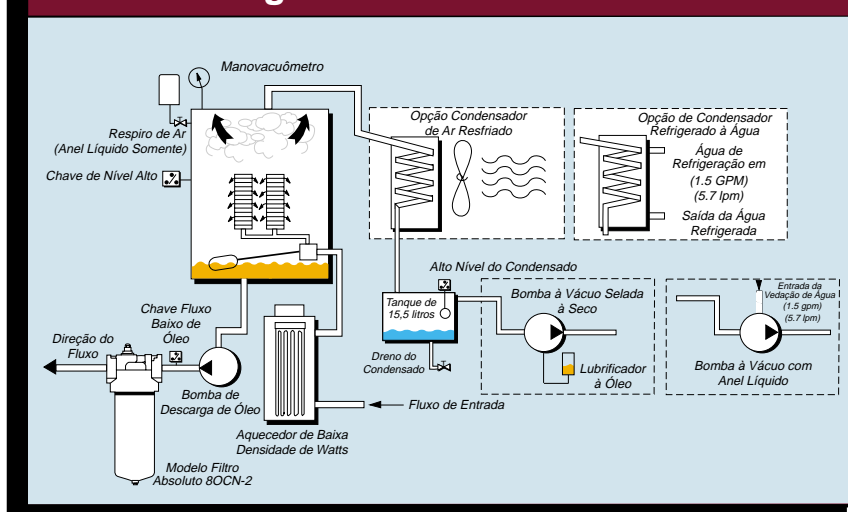 Manovacuômetro
Respiro de Ar
(Anel Líquido Somente)
Chave de Nível Alto
Opção Condensador
de Ar Resfriado
Opção de Condensador
Refrigerado à Água
Água de
Refrigeração em
(1.5 GPM)
(5.7 lpm)
Saída da Água
Refrigerada
Alto Nível do Condensado
Tanque de
15,5 litros
Dreno do
Condensado
Bomba à Vácuo Selada
à Seco
Lubrificador
à Óleo
Entrada da
Vedação de Água
(1.5 gpm)
(5.7 lpm)
Bomba à Vácuo com
Anel Líquido
Chave Fluxo
Baixo de
Óleo
Direção do
Fluxo
Bomba de
Descarga de Óleo
Fluxo de Entrada
Aquecedor de Baixa
Densidade de Watts
Modelo Filtro
Absoluto 8OCN-2